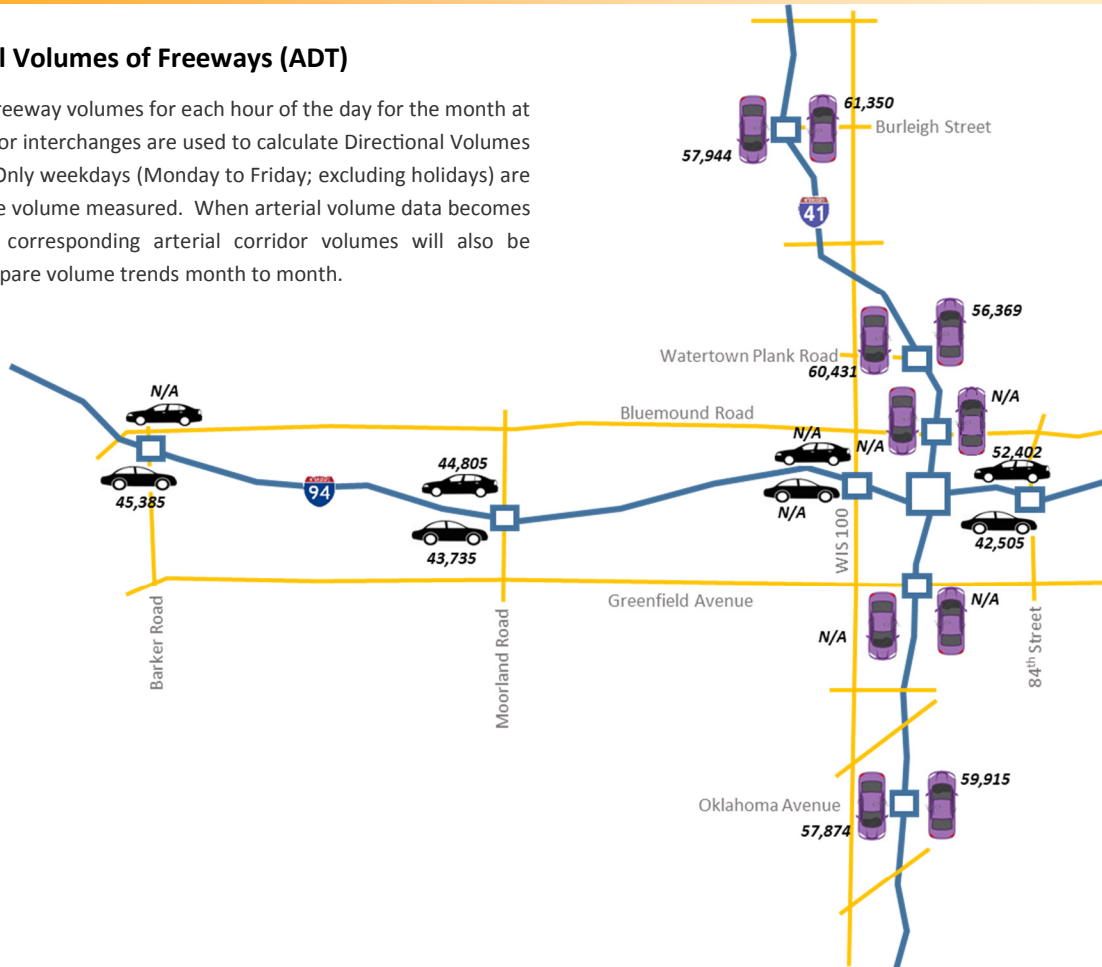 l Volumes of Freeways (ADT)
reeway volumes for each hour of the day for the month at
or interchanges are used to calculate Directional Volumes
Only weekdays (Monday to Friday; excluding holidays) are
e volume measured. When arterial volume data becomes
corresponding arterial corridor volumes will also be
pare volume trends month to month.
61,350
Burleigh Street
57,944
41
56,369
Watertown Plank Road
60,431
N/A
Bluemound Road
N/A
N/A
N/A
52,402
44,805
45,385
94
N/A
42,505
43,735
WIS 100
Greenfield Avenue
N/A
N/A
Barker Road
Moorland Road
84th Street
59,915
Oklahoma Avenue
57,874